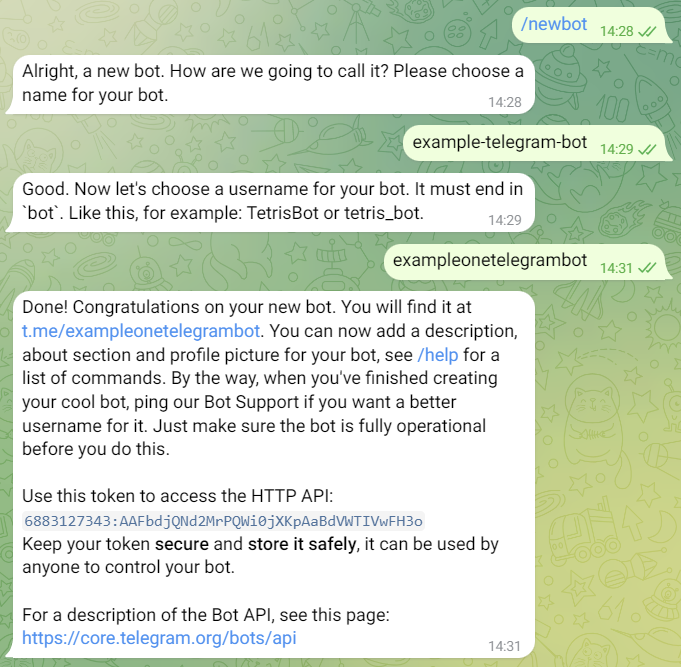 /newbot
14:28
Alright, a new bot. How are we going to call it? Please choose a
name for your bot.
14:28
example-telegram-bot
14:29
Good. Now let's choose a username for your bot. It must end in
`bot`. Like this, for example: TetrisBot or tetris_bot.
14:29
exampleonetelegrambot
14:31
Done! Congratulations on your new bot. You will find it at
t.me/exampleonetelegrambot. You can now add a description,
about section and profile picture for your bot, see /help for a
list of commands. By the way, when you've finished creating
your cool bot, ping our Bot Support if you want a better
username for it. Just make sure the bot is fully operational
before you do this.
Use this token to access the HTTP API:
6883127343:AAFbdjQNd2MrPQWi0jXKpAaBdVWTIVwFH3o
Keep your token secure and store it safely, it can be used by
anyone to control your bot.
For a description of the Bot API, see this page:
https://core.telegram.org/bots/api
14:31